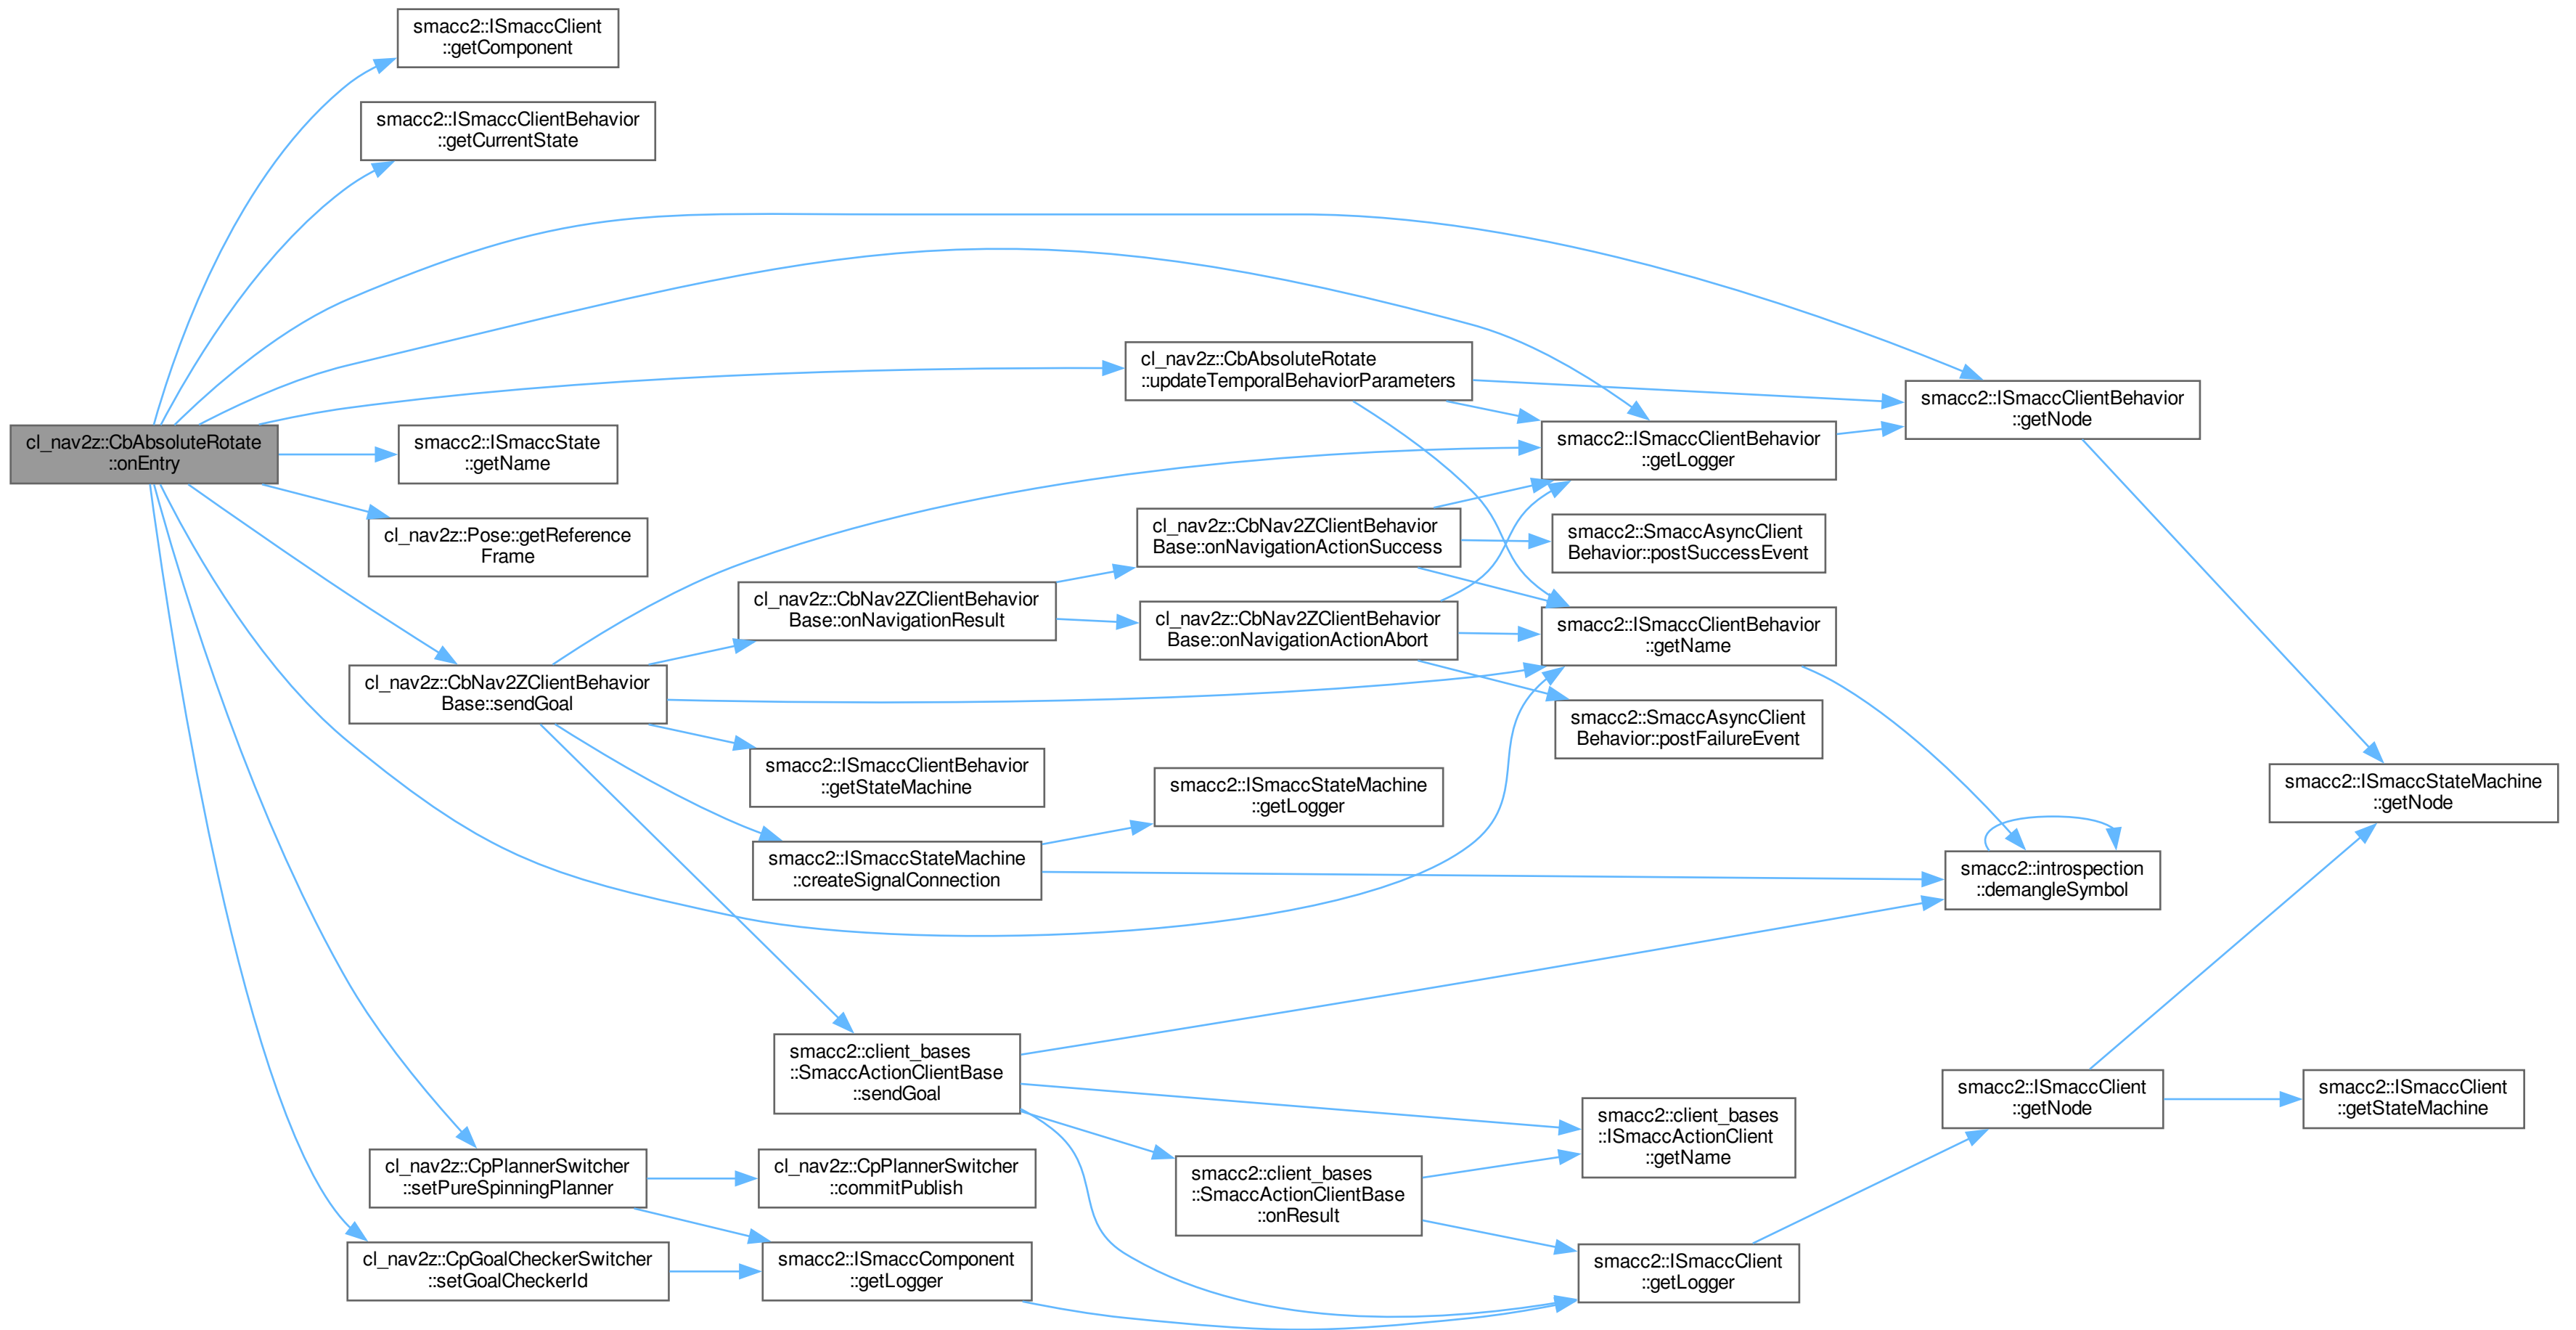 smacc2::ISmaccClient
::getComponent
smacc2::ISmaccClientBehavior
::getCurrentState
cl_nav2z::CbAbsoluteRotate
::updateTemporalBehaviorParameters
smacc2::ISmaccClientBehavior
::getNode
cl_nav2z::CbAbsoluteRotate
::onEntry
smacc2::ISmaccState
::getName
smacc2::ISmaccClientBehavior
::getLogger
cl_nav2z::Pose::getReference
Frame
cl_nav2z::CbNav2ZClientBehavior
Base::onNavigationActionSuccess
smacc2::SmaccAsyncClient
Behavior::postSuccessEvent
cl_nav2z::CbNav2ZClientBehavior
Base::onNavigationResult
cl_nav2z::CbNav2ZClientBehavior
Base::onNavigationActionAbort
smacc2::ISmaccClientBehavior
::getName
cl_nav2z::CbNav2ZClientBehavior
Base::sendGoal
smacc2::SmaccAsyncClient
Behavior::postFailureEvent
smacc2::ISmaccClientBehavior
::getStateMachine
smacc2::ISmaccStateMachine
::getLogger
smacc2::ISmaccStateMachine
::getNode
smacc2::ISmaccStateMachine
::createSignalConnection
smacc2::introspection
::demangleSymbol
smacc2::client_bases
::SmaccActionClientBase
::sendGoal
smacc2::client_bases
::ISmaccActionClient
::getName
smacc2::ISmaccClient
::getNode
smacc2::ISmaccClient
::getStateMachine
cl_nav2z::CpPlannerSwitcher
::setPureSpinningPlanner
cl_nav2z::CpPlannerSwitcher
::commitPublish
smacc2::client_bases
::SmaccActionClientBase
::onResult
cl_nav2z::CpGoalCheckerSwitcher
::setGoalCheckerId
smacc2::ISmaccComponent
::getLogger
smacc2::ISmaccClient
::getLogger